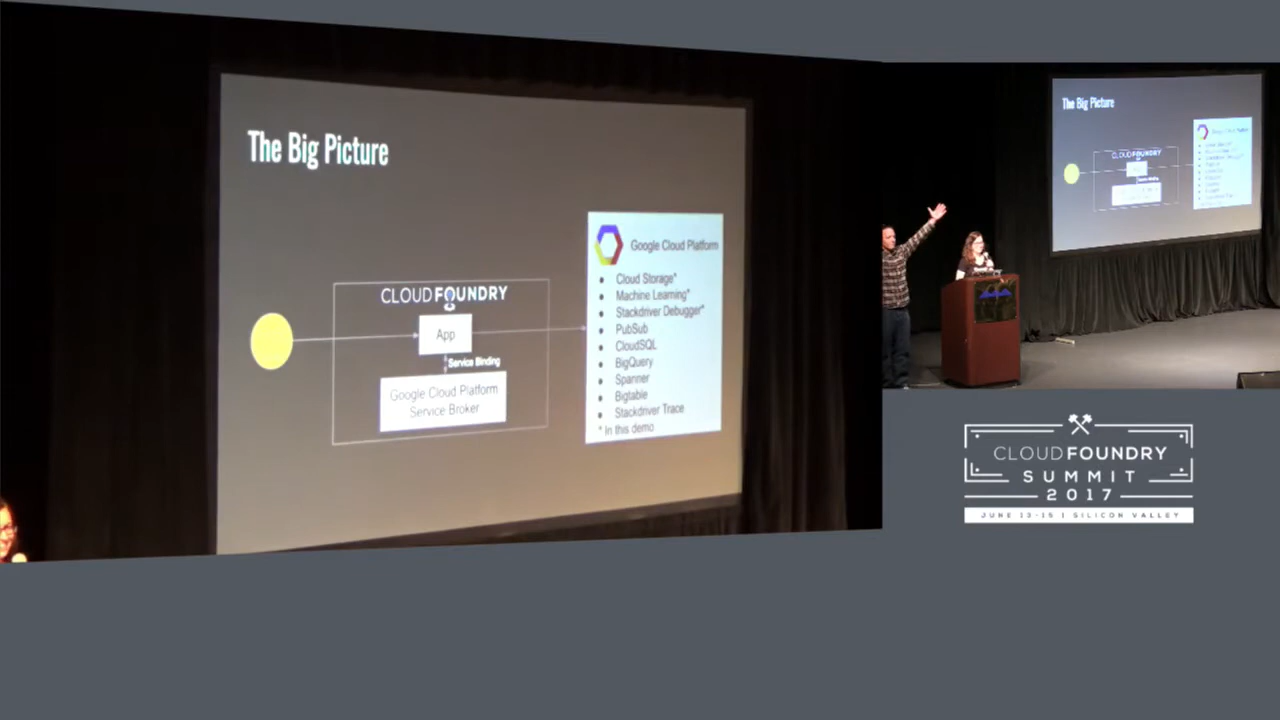 The Big Picture
CLOUDFOUNDRY
App
Service Binding
Google Cloud Platform
Service Broker
Google Cloud Platform
• Cloud Storage*
• Machine Learning*
• Stackdriver Debugger*
• PubSub
• CloudSQL
• BigQuery
• Spanner
• Bigtable
• Stackdriver Trace
* In this demo
The Big Picture
CLOUDFOUNDRY
CLOUDFOUNDRY
SUMMIT
2017
JUNE 13-15 | SILICON VALLEY